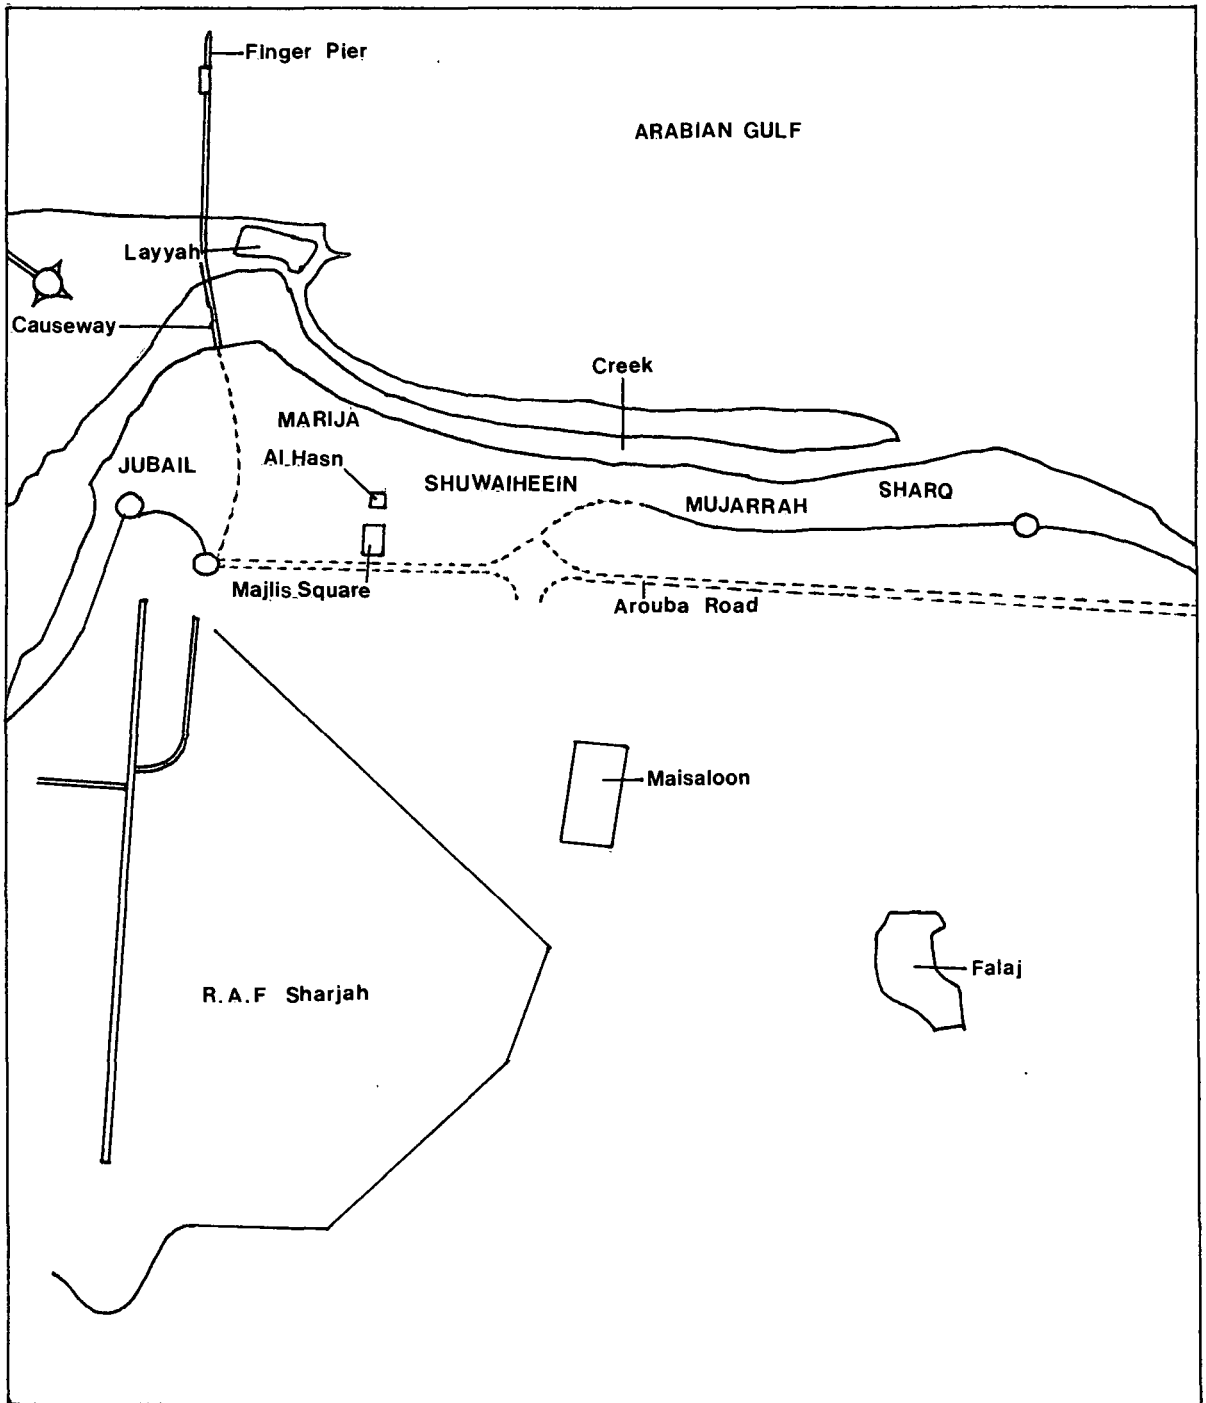 Finger Pier
ARABIAN GULF
Layyah
Causeway
Creek
MARIJA
Al Hasn
JUBAIL
SHUWAIHEEIN
SHARQ
MUJARRAH
Majlis Square
Arouba Road
Maisaloon
Falaj
R.A.F Sharjah